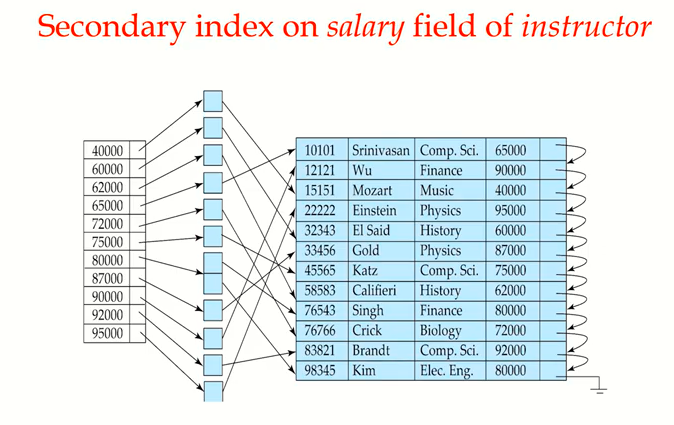 Secondary index on salary field of instructor
40000
60000
62000
65000
72000
75000
80000
87000
90000
92000
95000
10101 Srinivasan Comp. Sci. 65000
12121 Wu Finance 90000
15151 Mozart Music 40000
22222 Einstein Physics 95000
32343 El Said History 60000
33456 Gold Physics 87000
45565 Katz Comp. Sci. 75000
58583 Califieri History 62000
76543 Singh Finance 80000
76766 Crick Biology 72000
83821 Brandt Comp. Sci. 92000
98345 Kim Elec. Eng. 80000